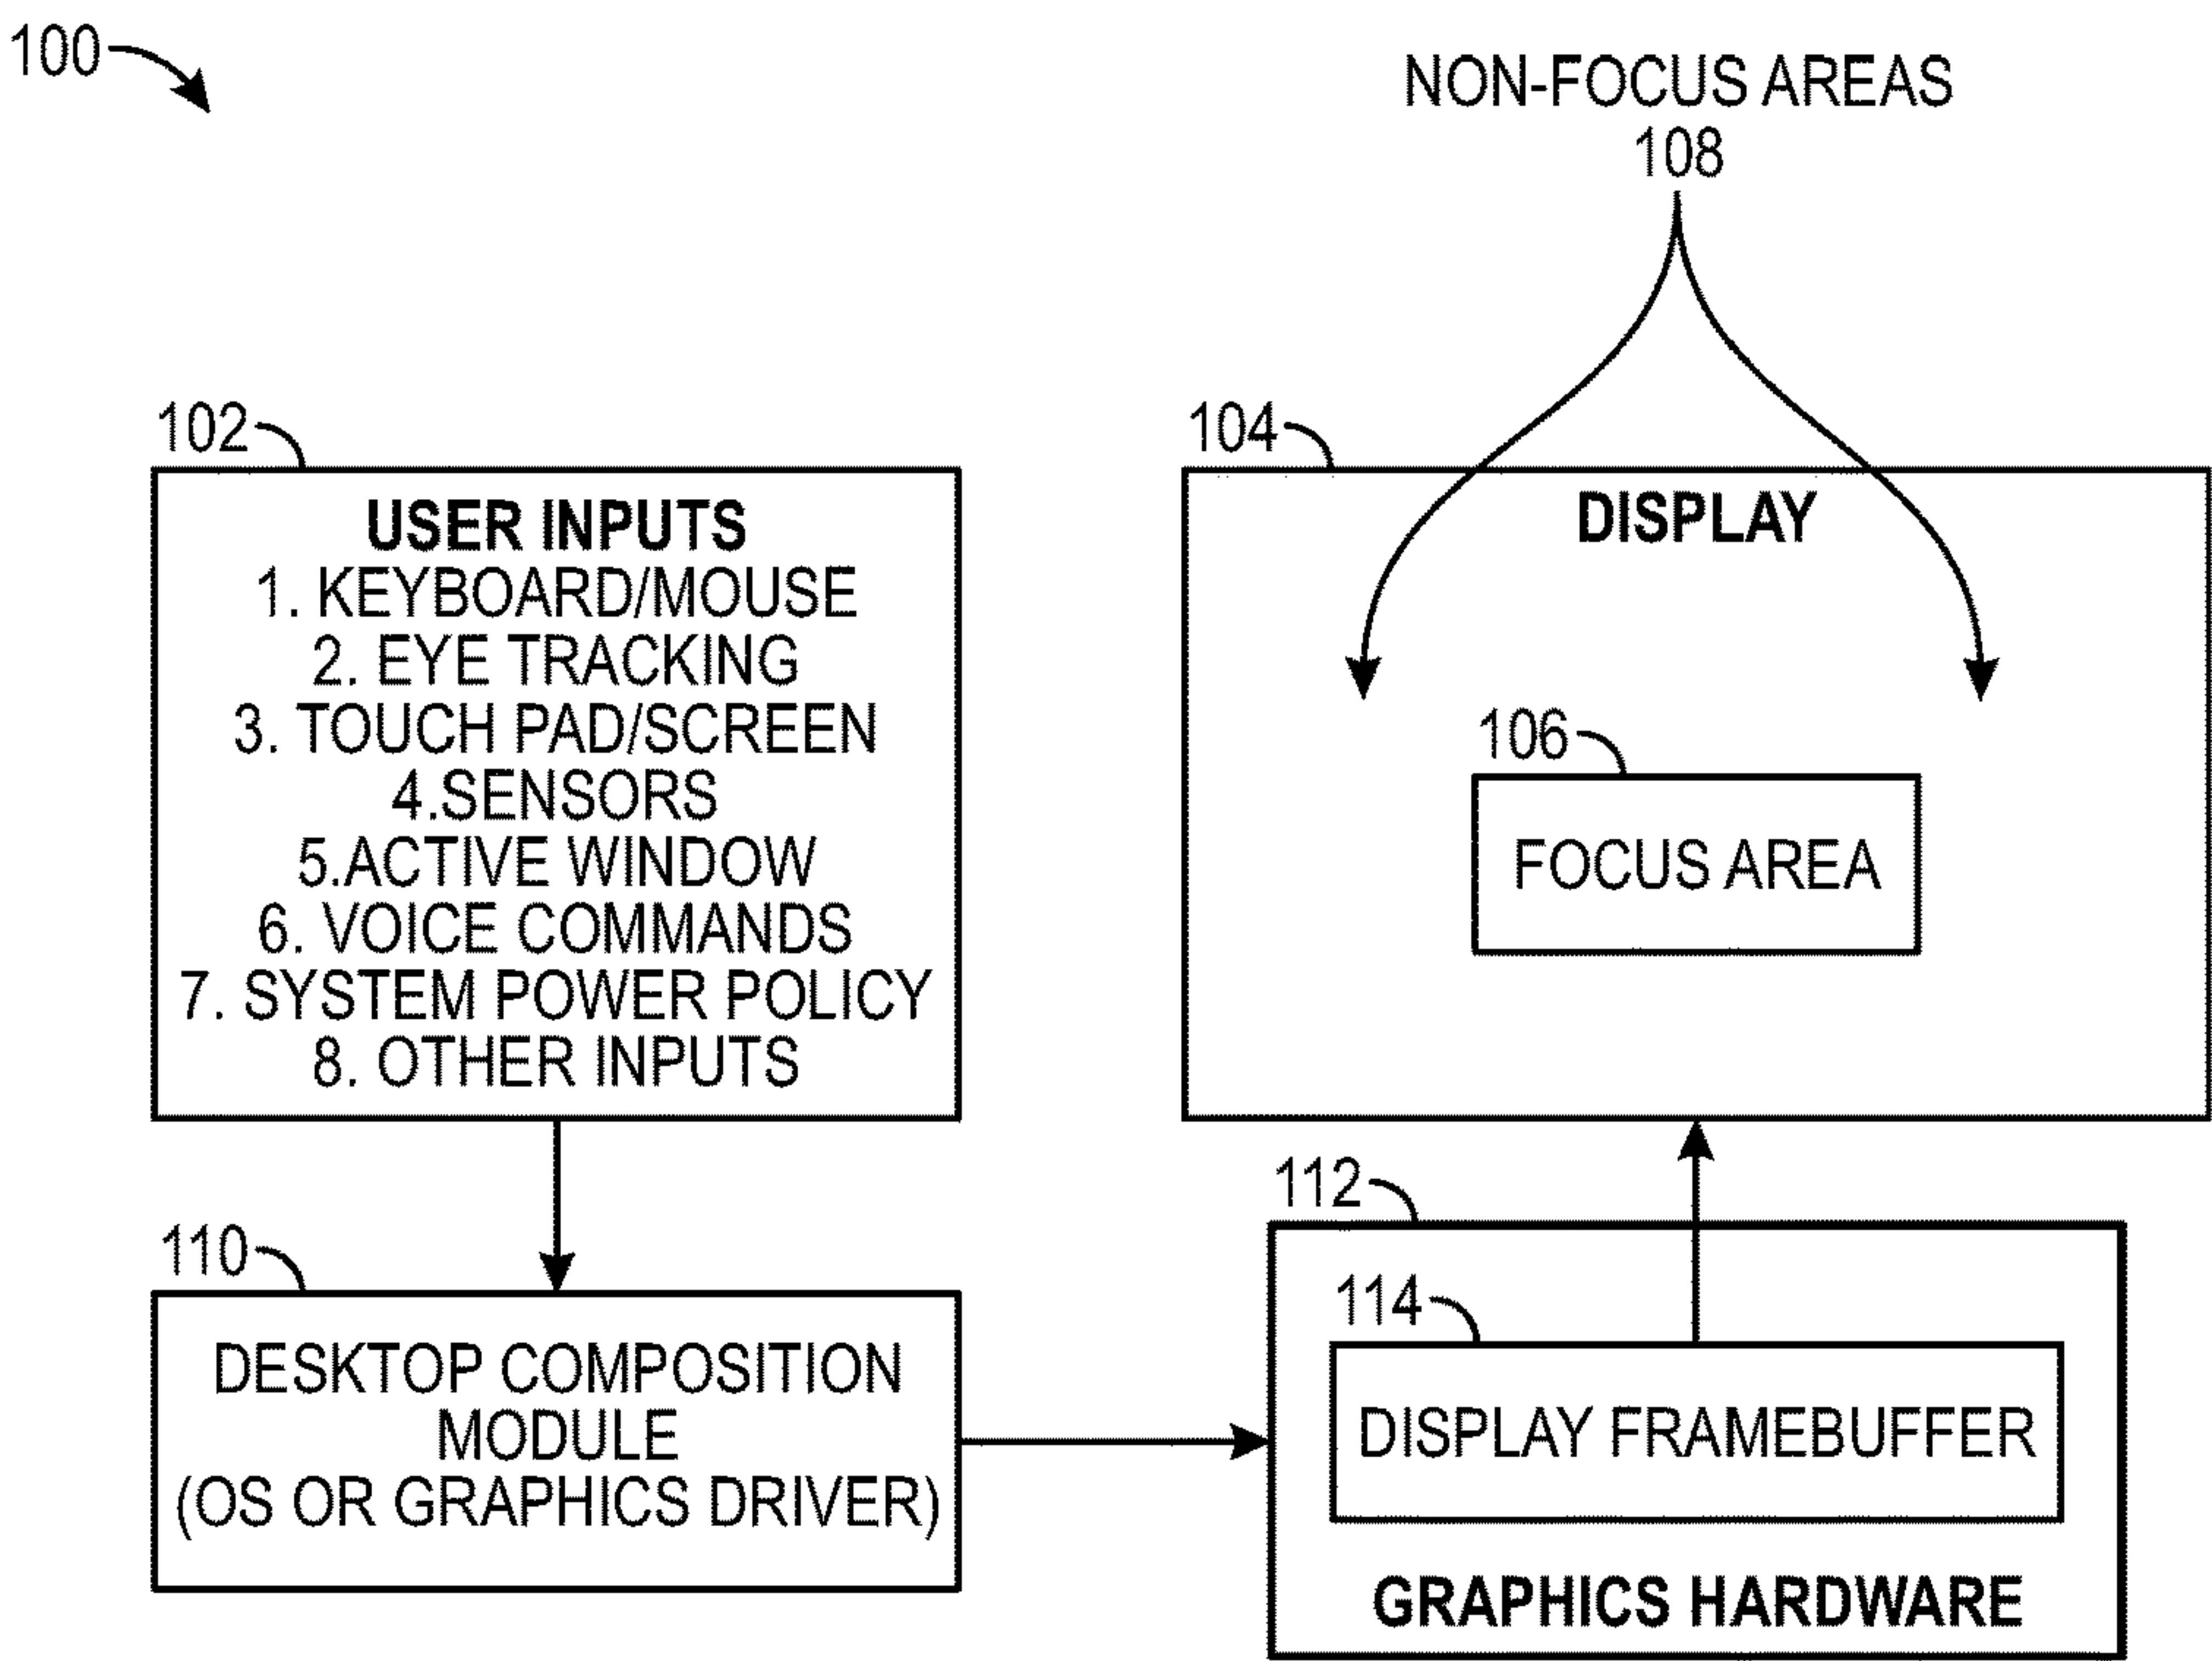 100
NON-FOCUS AREAS
108
102
USER INPUTS
1. KEYBOARD/MOUSE
2. EYE TRACKING
3. TOUCH PAD/SCREEN
4.SENSORS
5.ACTIVE WINDOW
6. VOICE COMMANDS
7. SYSTEM POWER POLICY
8. OTHER INPUTS
104
DISPLAY
106
FOCUS AREA
110
DESKTOP COMPOSITION
MODULE
(OS OR GRAPHICS DRIVER)
112
114
DISPLAY FRAMEBUFFER
GRAPHICS HARDWARE